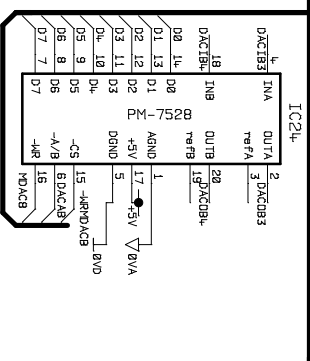 D7 D6 D5 D4 D3 D2 D1 D0 DACIB4 DACIB3
7 8 9 10 11 12 13 14 18 4
D7 D6 D5 D4 D3 D2 D1 D0 INB INA
PM-7528
IC24
-WR -A/B -CS DGND +5V AGND refB OUTB refA OUTA
16 6 15 5 17 1 19 20 3 2
MDACB DACAB -WRMDACB +5V DACOB4 DACOB3
0VD 0VA